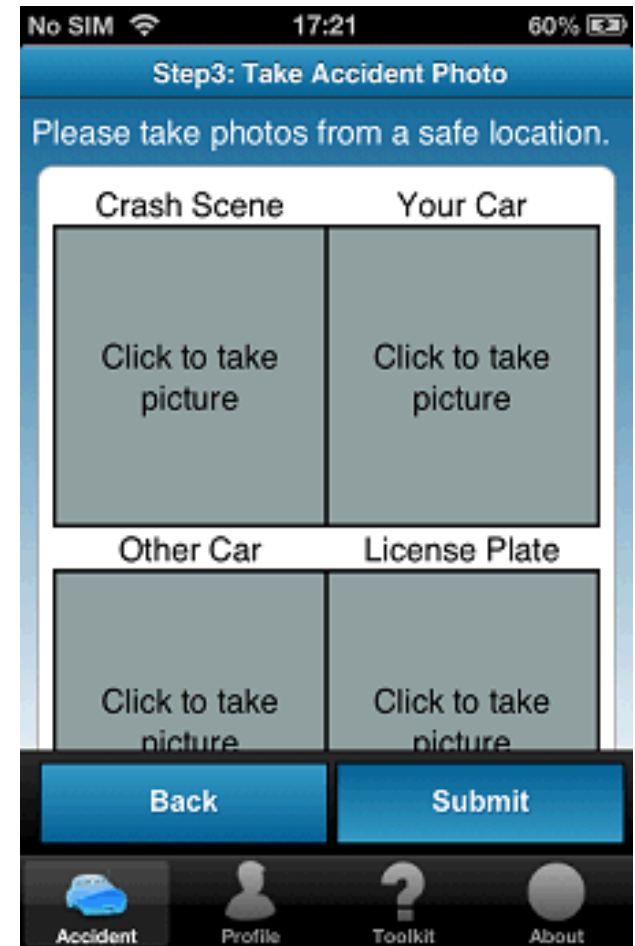 No SIM 17:21 60%
Step3: Take Accident Photo
Please take photos from a safe location.
Crash Scene Your Car
Click to take Click to take
picture picture
Other Car License Plate
Click to take Click to take
picture picture
Back Submit
Accident Profile Toolkit About